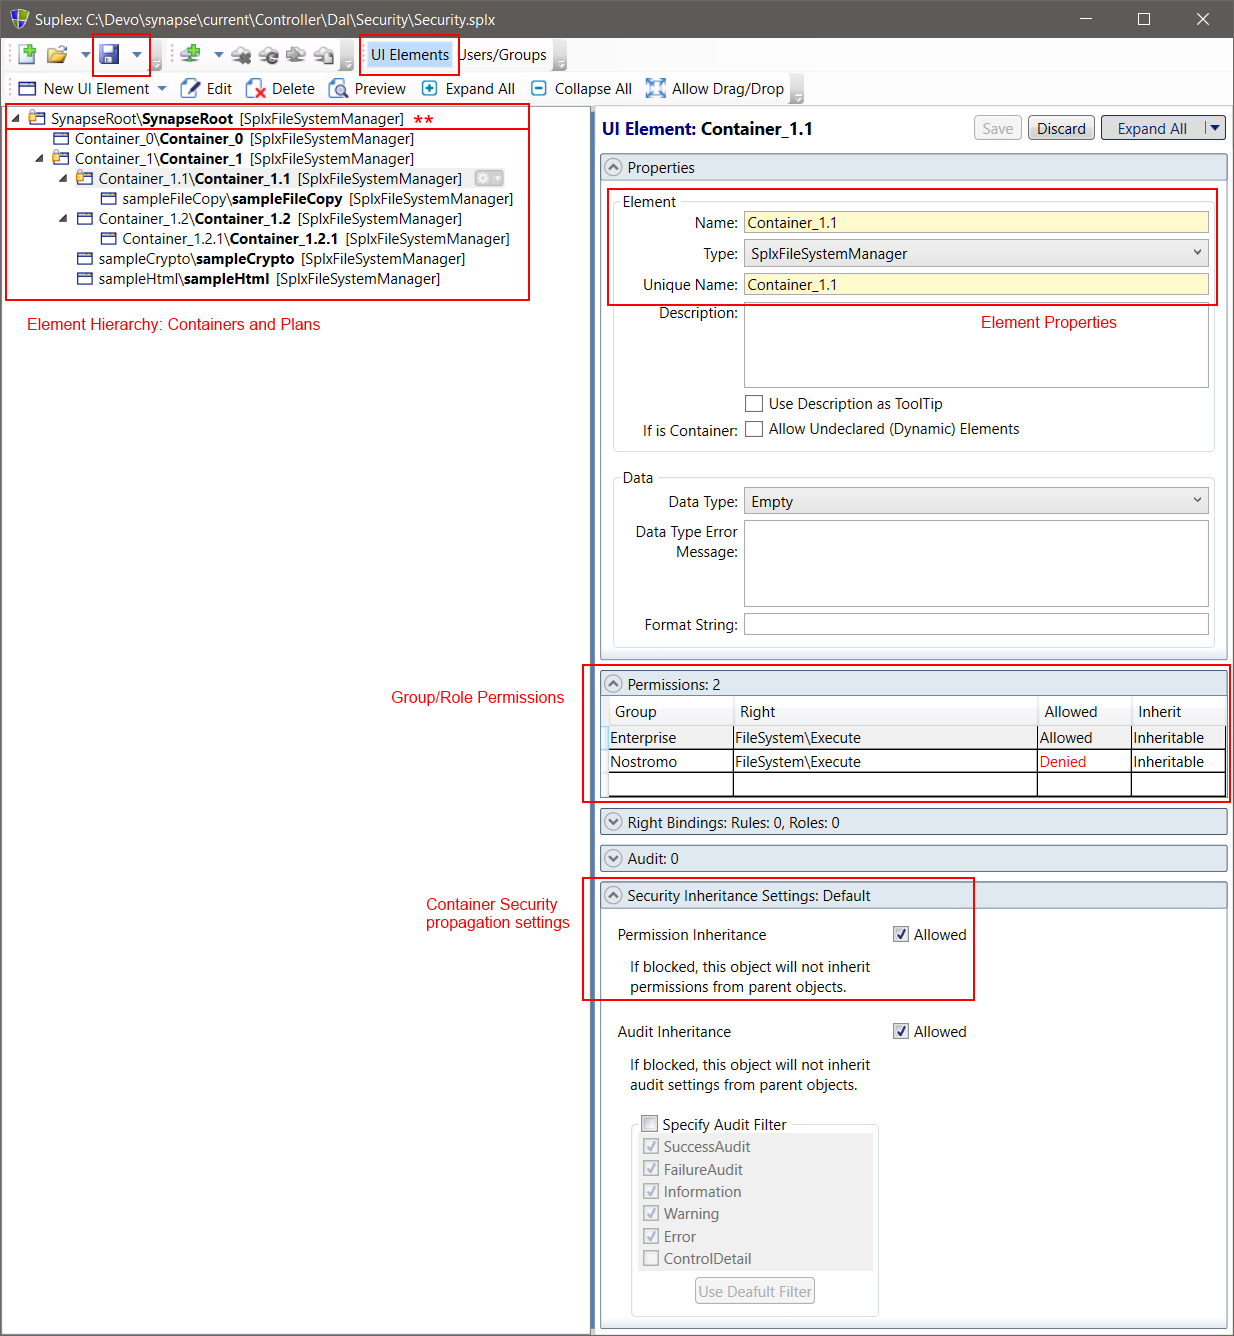 Suplex: C:\Devo\synapse\current\Controller\Dal\Security\Security.splx
UI Elements Users/Groups
New UI Element Edit Delete Preview Expand All Collapse All Allow Drag/Drop
SynapseRoot\SynapseRoot [SplxFileSystemManager] **
Container_0\Container_0 [SplxFileSystemManager]
Container_1\Container_1 [SplxFileSystemManager]
Container_1.1\Container_1.1 [SplxFileSystemManager]
sampleFileCopy\sampleFileCopy [SplxFileSystemManager]
Container_1.2\Container_1.2 [SplxFileSystemManager]
Container_1.2.1\Container_1.2.1 [SplxFileSystemManager]
sampleCrypto\sampleCrypto [SplxFileSystemManager]
sampleHtml\sampleHtml [SplxFileSystemManager]
Element Hierarchy: Containers and Plans
UI Element: Container_1.1 Save Discard Expand All
Properties
Element
Name: Container_1.1
Type: SplxFileSystemManager
Unique Name: Container_1.1
Description:
Element Properties
Use Description as ToolTip
If is Container: Allow Undeclared (Dynamic) Elements
Data
Data Type: Empty
Data Type Error
Message:
Format String:
Group/Role Permissions
Permissions: 2
Group Right Allowed Inherit
Enterprise FileSystem\Execute Allowed Inheritable
Nostromo FileSystem\Execute Denied Inheritable
Right Bindings: Rules: 0, Roles: 0
Audit: 0
Container Security
propagation settings
Security Inheritance Settings: Default
Permission Inheritance Allowed
If blocked, this object will not inherit
permissions from parent objects.
Audit Inheritance Allowed
If blocked, this object will not inherit
audit settings from parent objects.
Specify Audit Filter
SuccessAudit
FailureAudit
Information
Warning
Error
ControlDetail
Use Deafult Filter